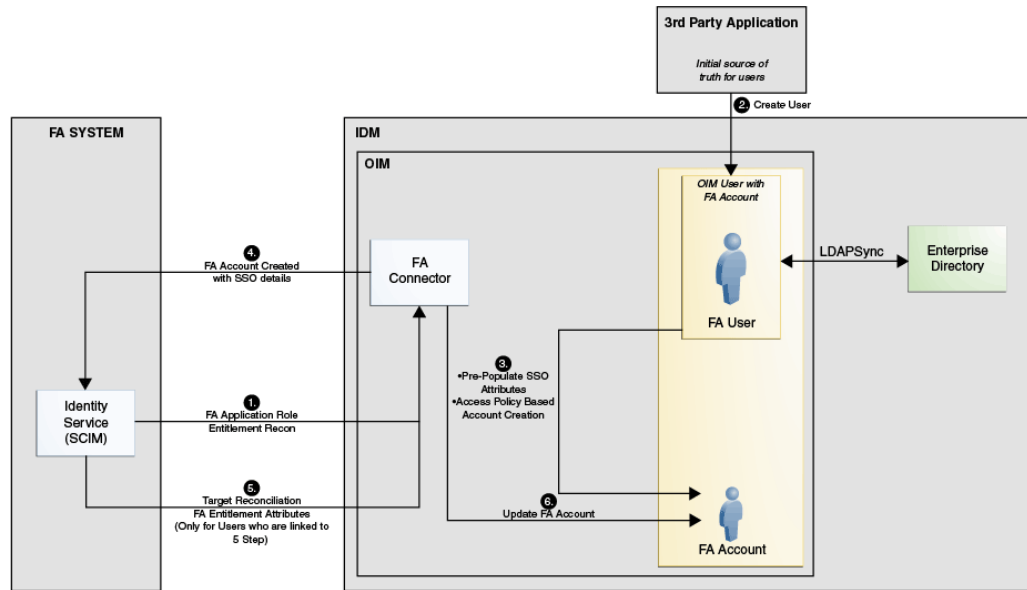 3rd Party Application
Initial source of
truth for users
2. Create User
FA SYSTEM
IDM
OIM
OIM User with
FA Account
4.
FA Account Created
with SSO details
FA
Connector
LDAPSync
Enterprise
Directory
FA User
3.
•Pre-Populate SSO
Attributes
•Access Policy Based
Account Creation
Identity
Service
(SCIM)
1.
FA Application Role
Entitlement Recon
5.
Target Reconciliation
FA Entitlement Attributes
(Only for Users who are linked to
5 Step)
6.
Update FA Account
FA Account